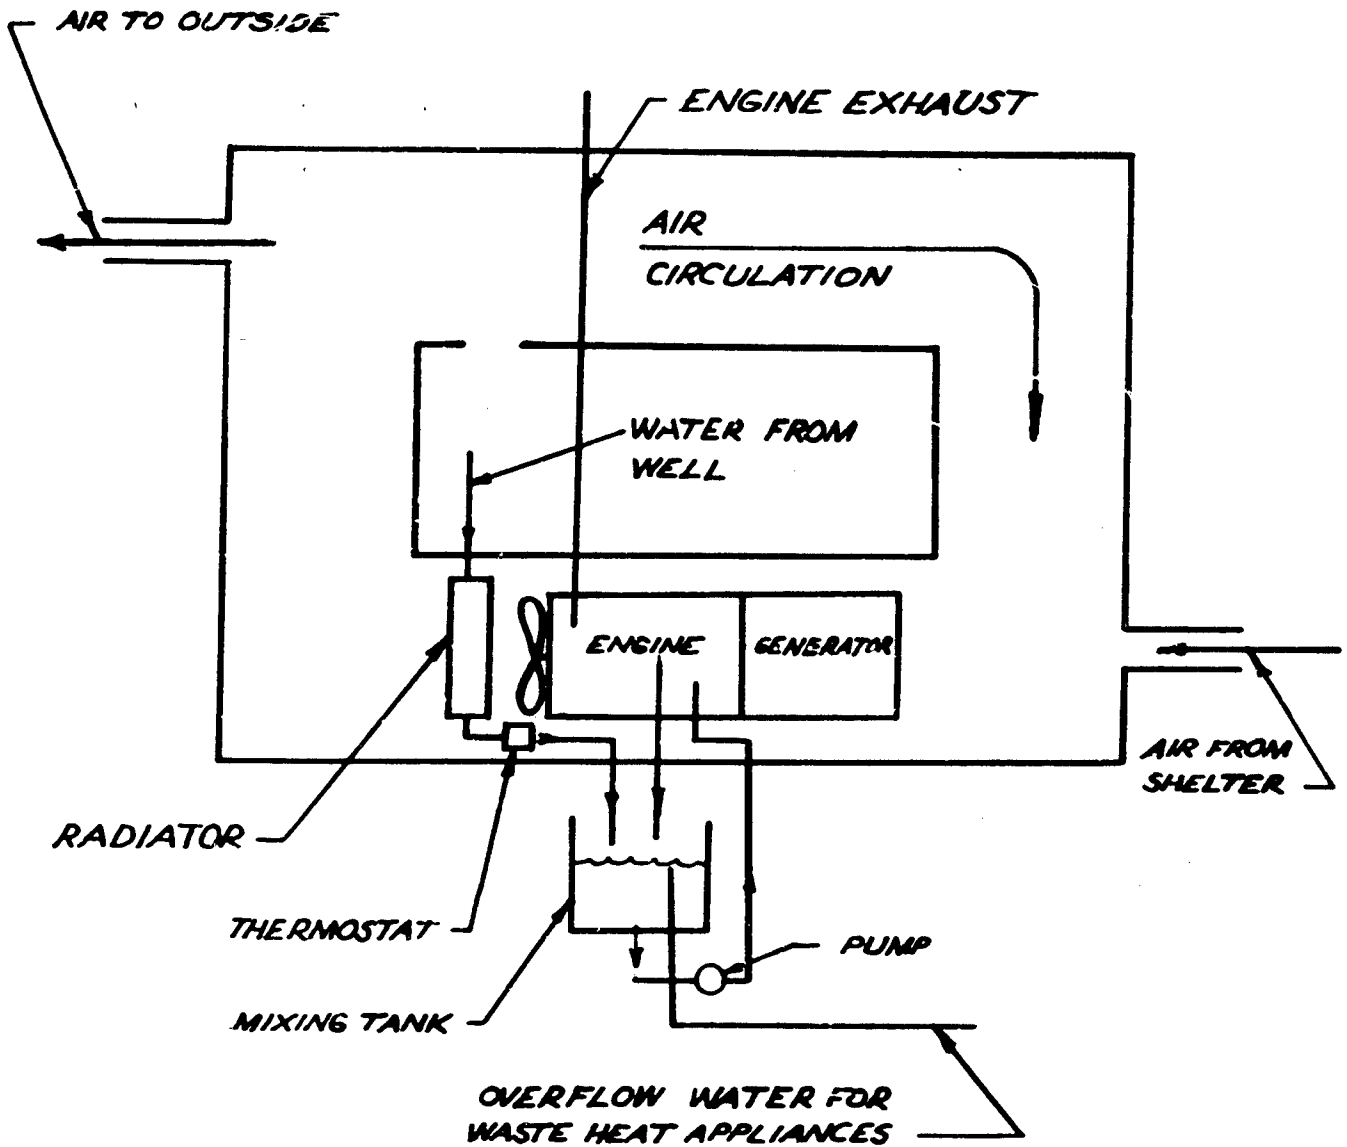 AIR TO OUTSIDE
ENGINE EXHAUST
AIR
CIRCULATION
WATER FROM
WELL
ENGINE
GENERATOR
AIR FROM
SHELTER
RADIATOR
THERMOSTAT
PUMP
MIXING TANK
OVERFLOW WATER FOR
WASTE HEAT APPLIANCES